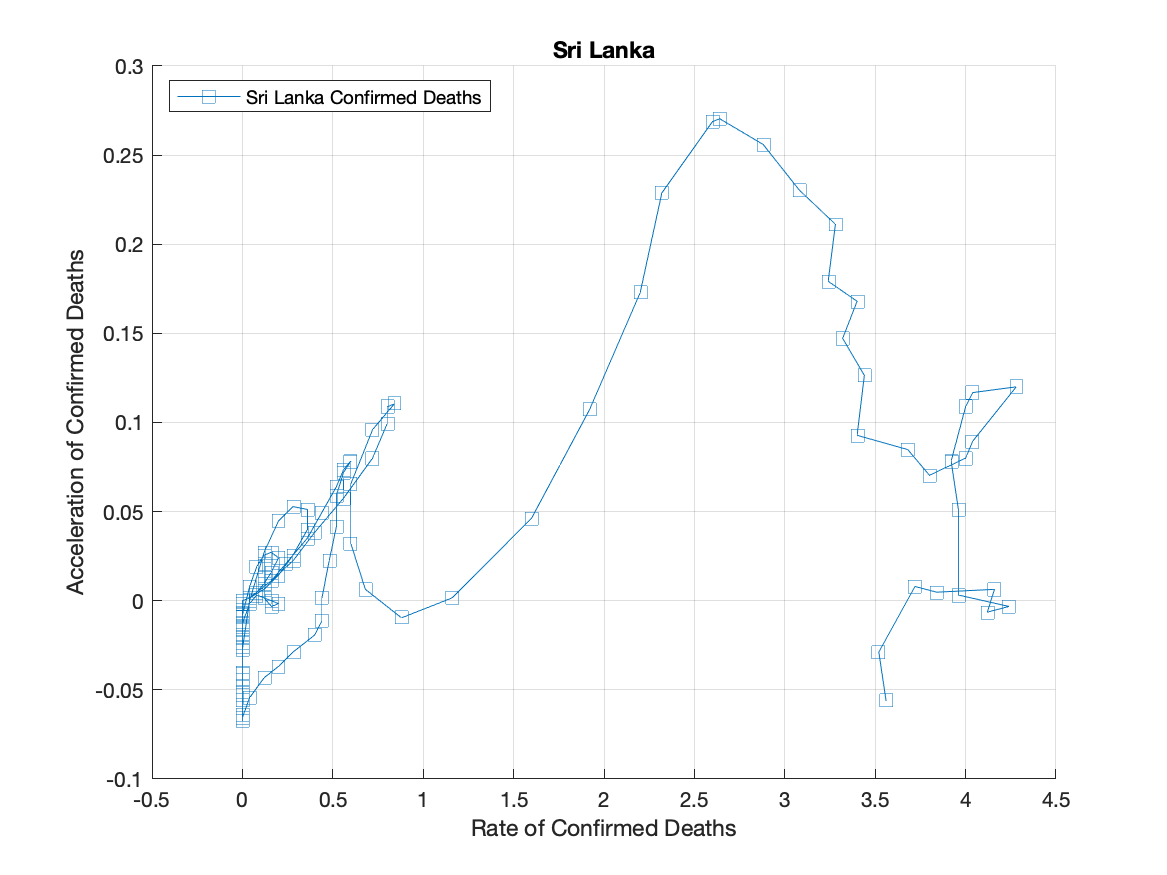 Sri Lanka
Sri Lanka Confirmed Deaths
0.3
0.25
0.2
0.15
0.1
0.05
0
-0.05
-0.1
Acceleration of Confirmed Deaths
-0.5 0 0.5 1 1.5 2 2.5 3 3.5 4 4.5
Rate of Confirmed Deaths